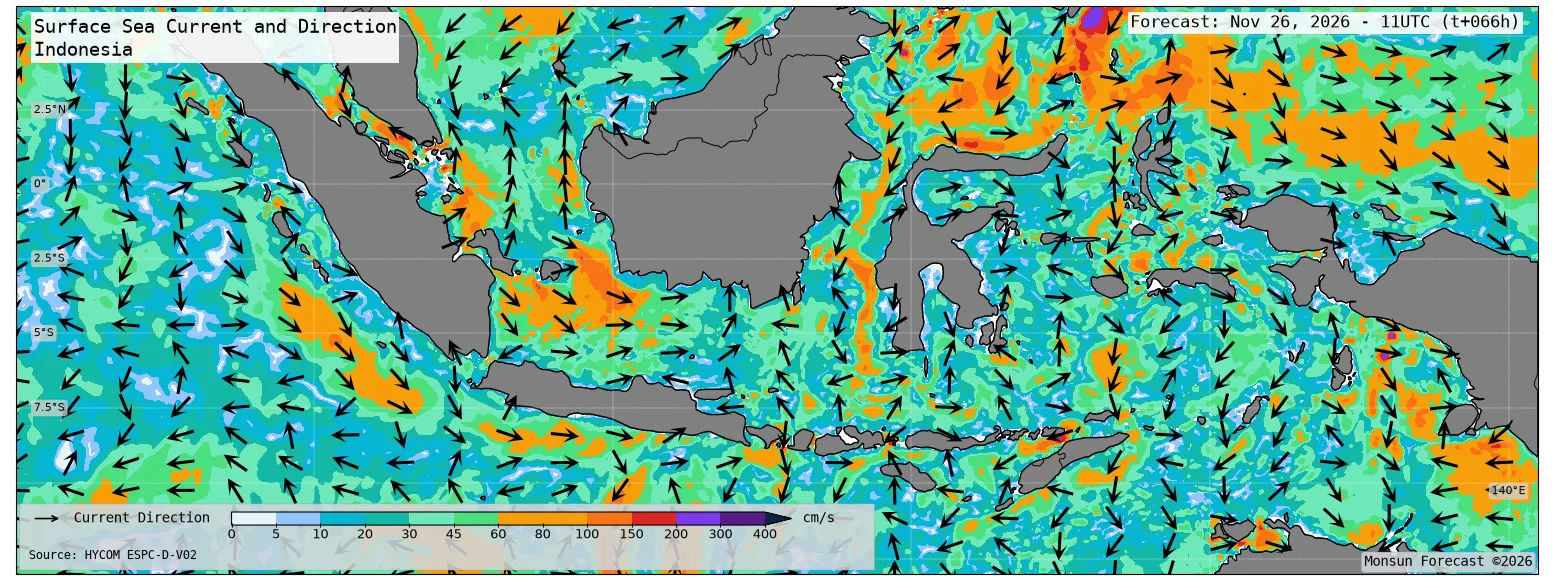 Surface Sea Current and Direction
Indonesia
Forecast: Nov 26, 2026 - 11UTC (t+066h)
2.5°N
0°
2.5°S
5°S
7.5°S
140°E
Current Direction
0 5 10 20 30 45 60 80 100 150 200 300 400 cm/s
Source: HYCOM ESPC-D-V02
Monsun Forecast ©2026